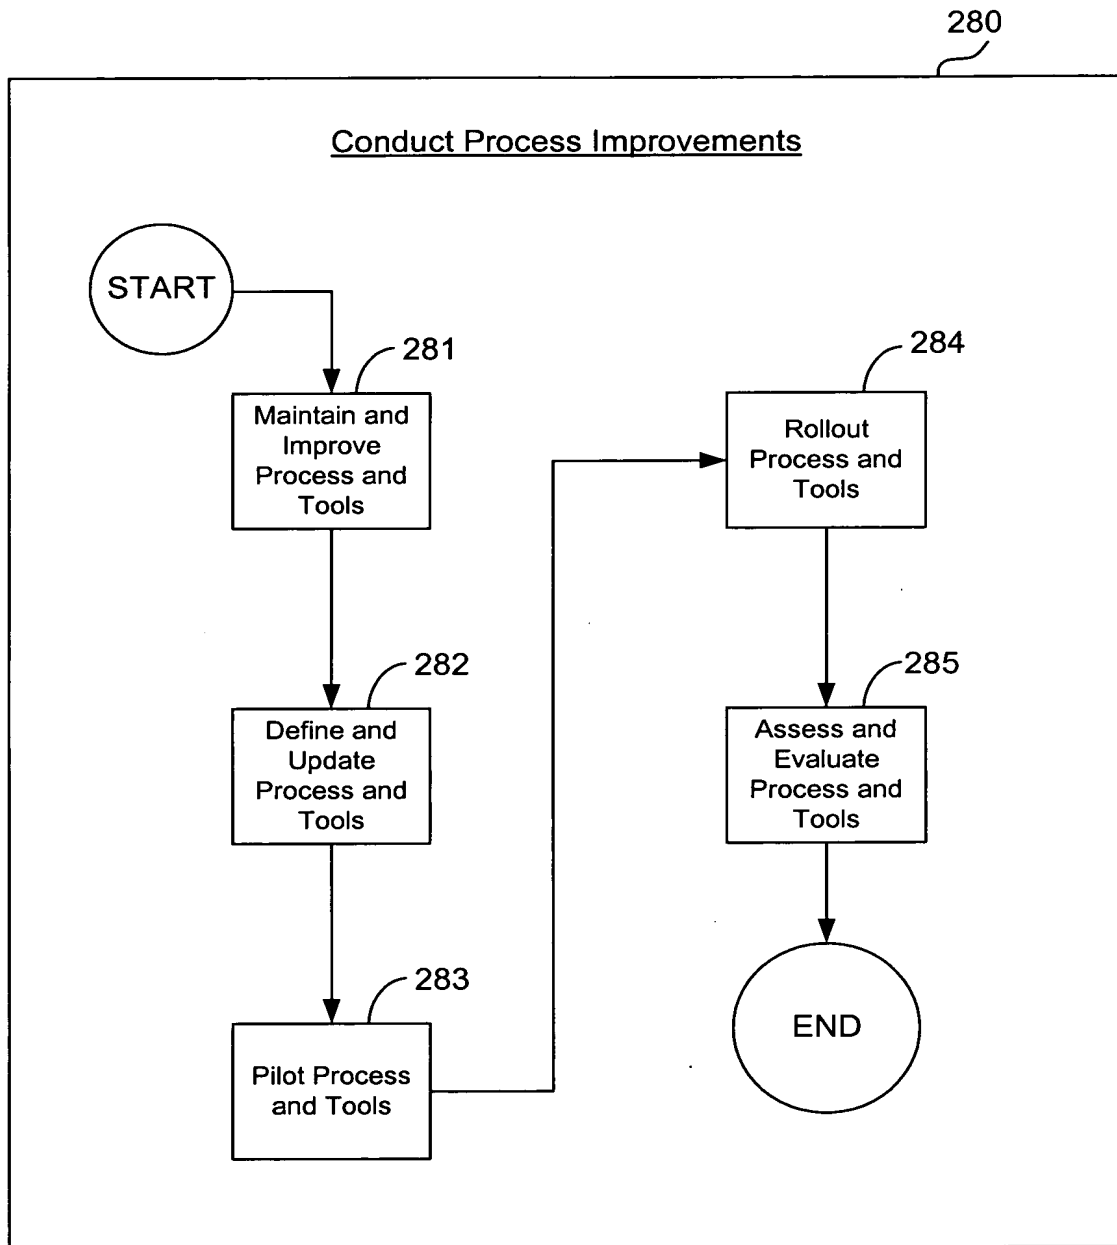 280
Conduct Process Improvements
START
281
Maintain and
Improve
Process and
Tools
282
Define and
Update
Process and
Tools
283
Pilot Process
and Tools
284
Rollout
Process and
Tools
285
Assess and
Evaluate
Process and
Tools
END